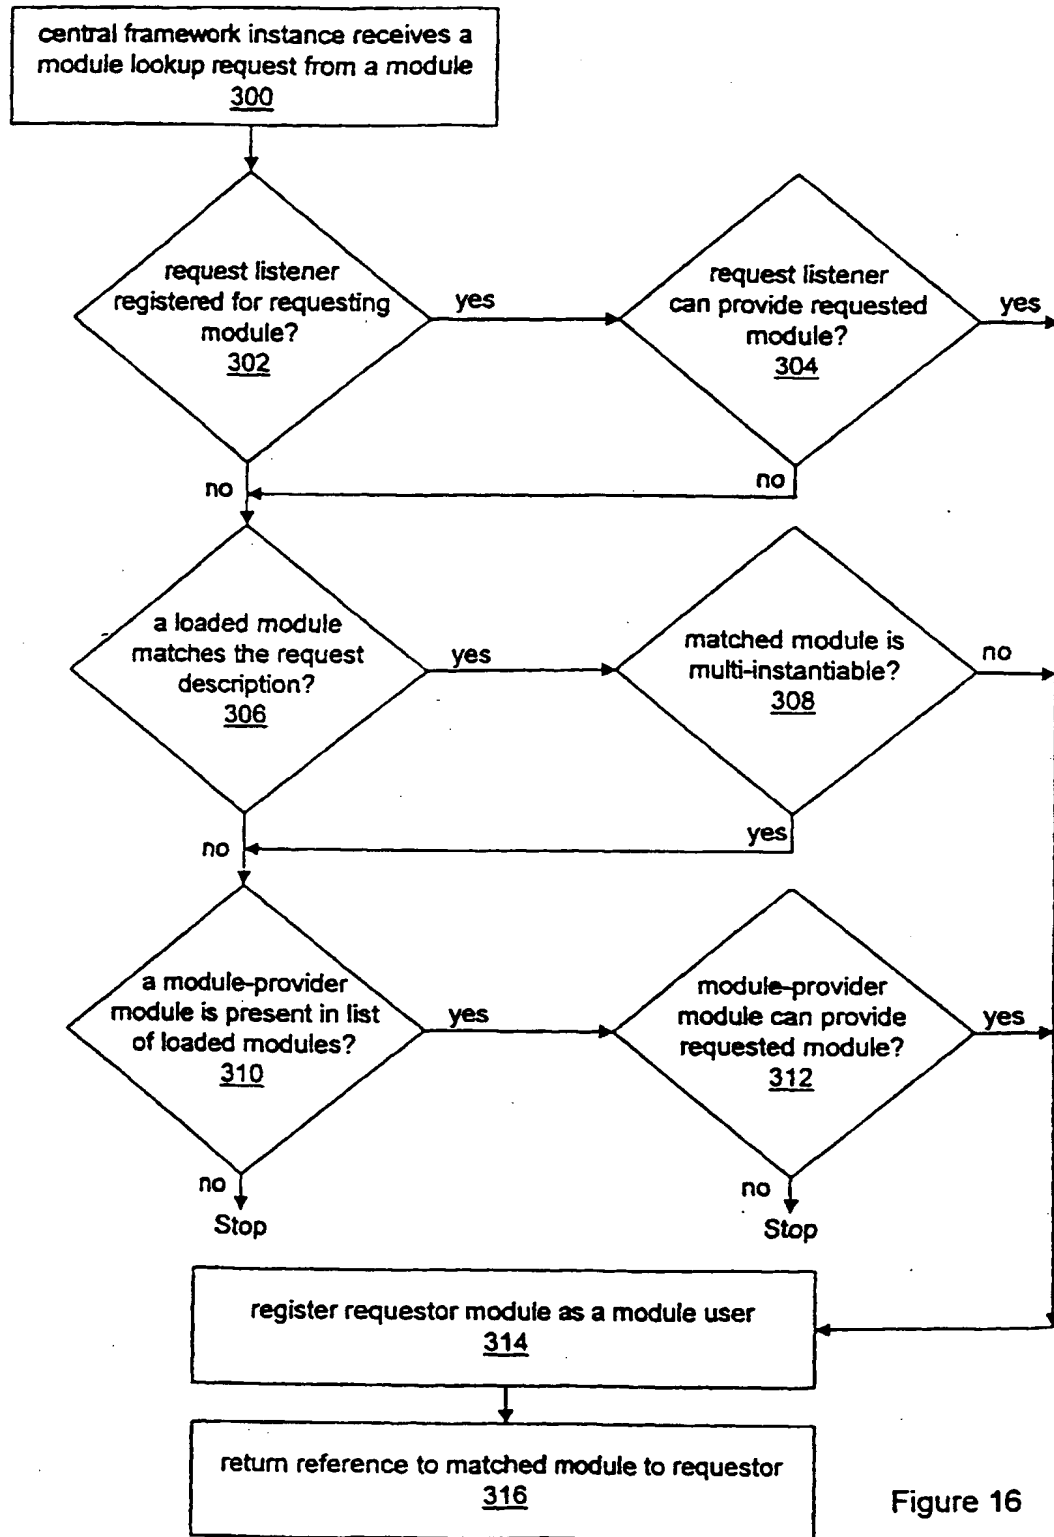 central framework instance receives a
module lookup request from a module
300
request listener
registered for requesting
module?
302
yes
request listener
can provide requested
module?
304
yes
no
no
a loaded module
matches the request
description?
306
yes
matched module is
multi-instantiable?
308
no
no
yes
a module-provider
module is present in list
of loaded modules?
310
yes
module-provider
module can provide
requested module?
312
yes
no
Stop
no
Stop
register requestor module as a module user
314
return reference to matched module to requestor
316
Figure 16